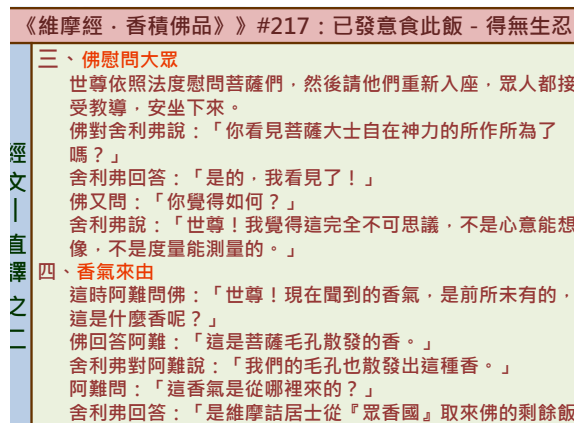 《維摩經．香積佛品》》#217：已發意食此飯－得無生忍
經文｜直譯之二
三、佛慰問大眾
世尊依照法度慰問菩薩們，然後請他們重新入座，眾人都接
受教導，安坐下來。
佛對舍利弗說：「你看見菩薩大士自在神力的所作所為了
嗎？」
舍利弗回答：「是的，我看見了！」
佛又問：「你覺得如何？」
舍利弗說：「世尊！我覺得這完全不可思議，不是心意能想
像，不是度量能測量的。」
四、香氣來由
這時阿難問佛：「世尊！現在聞到的香氣，是前所未有的，
這是什麼香呢？」
佛回答阿難：「這是菩薩毛孔散發的香。」
舍利弗對阿難說：「我們的毛孔也散發出這種香。」
阿難問：「這香氣是從哪裡來的？」
舍利弗回答：「是維摩詰居士從『眾香國』取來佛的剩餘飯